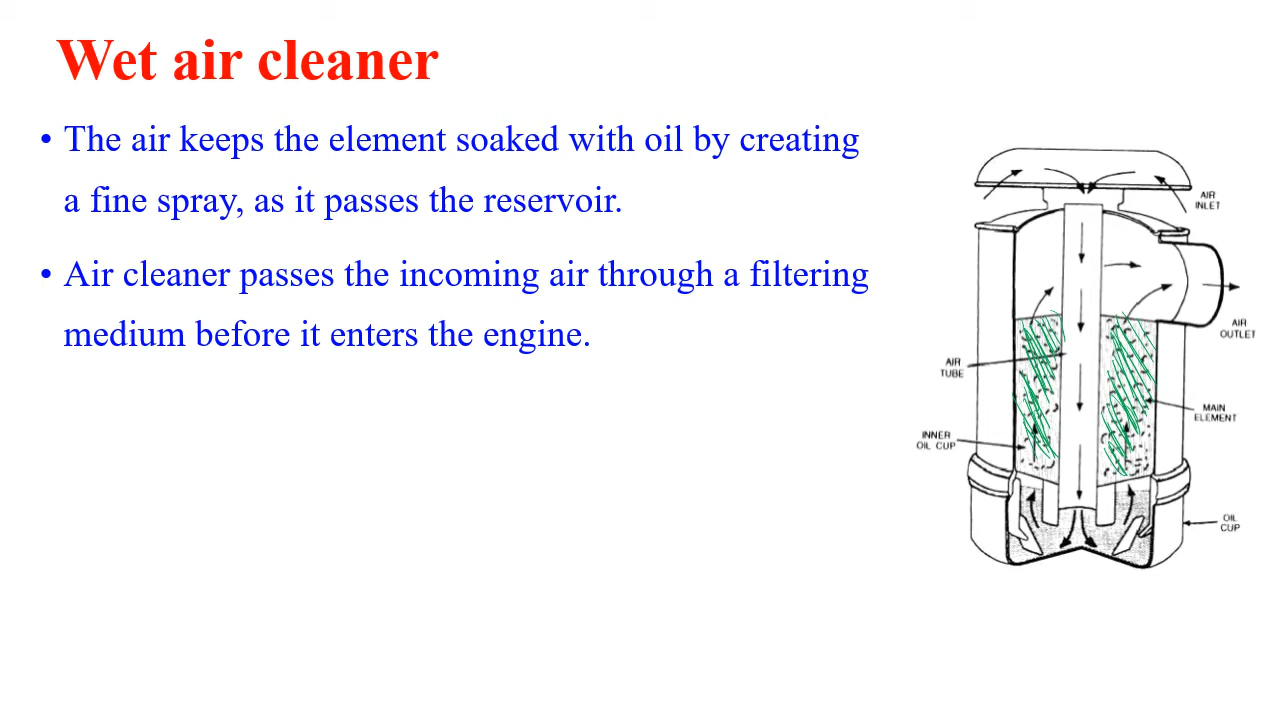 Wet air cleaner
• The air keeps the element soaked with oil by creating
a fine spray, as it passes the reservoir.
• Air cleaner passes the incoming air through a filtering
medium before it enters the engine.
AIR
INLET
AIR
OUTLET
AIR
TUBE
MAIN
ELEMENT
INNER
OIL CUP
OIL
CUP